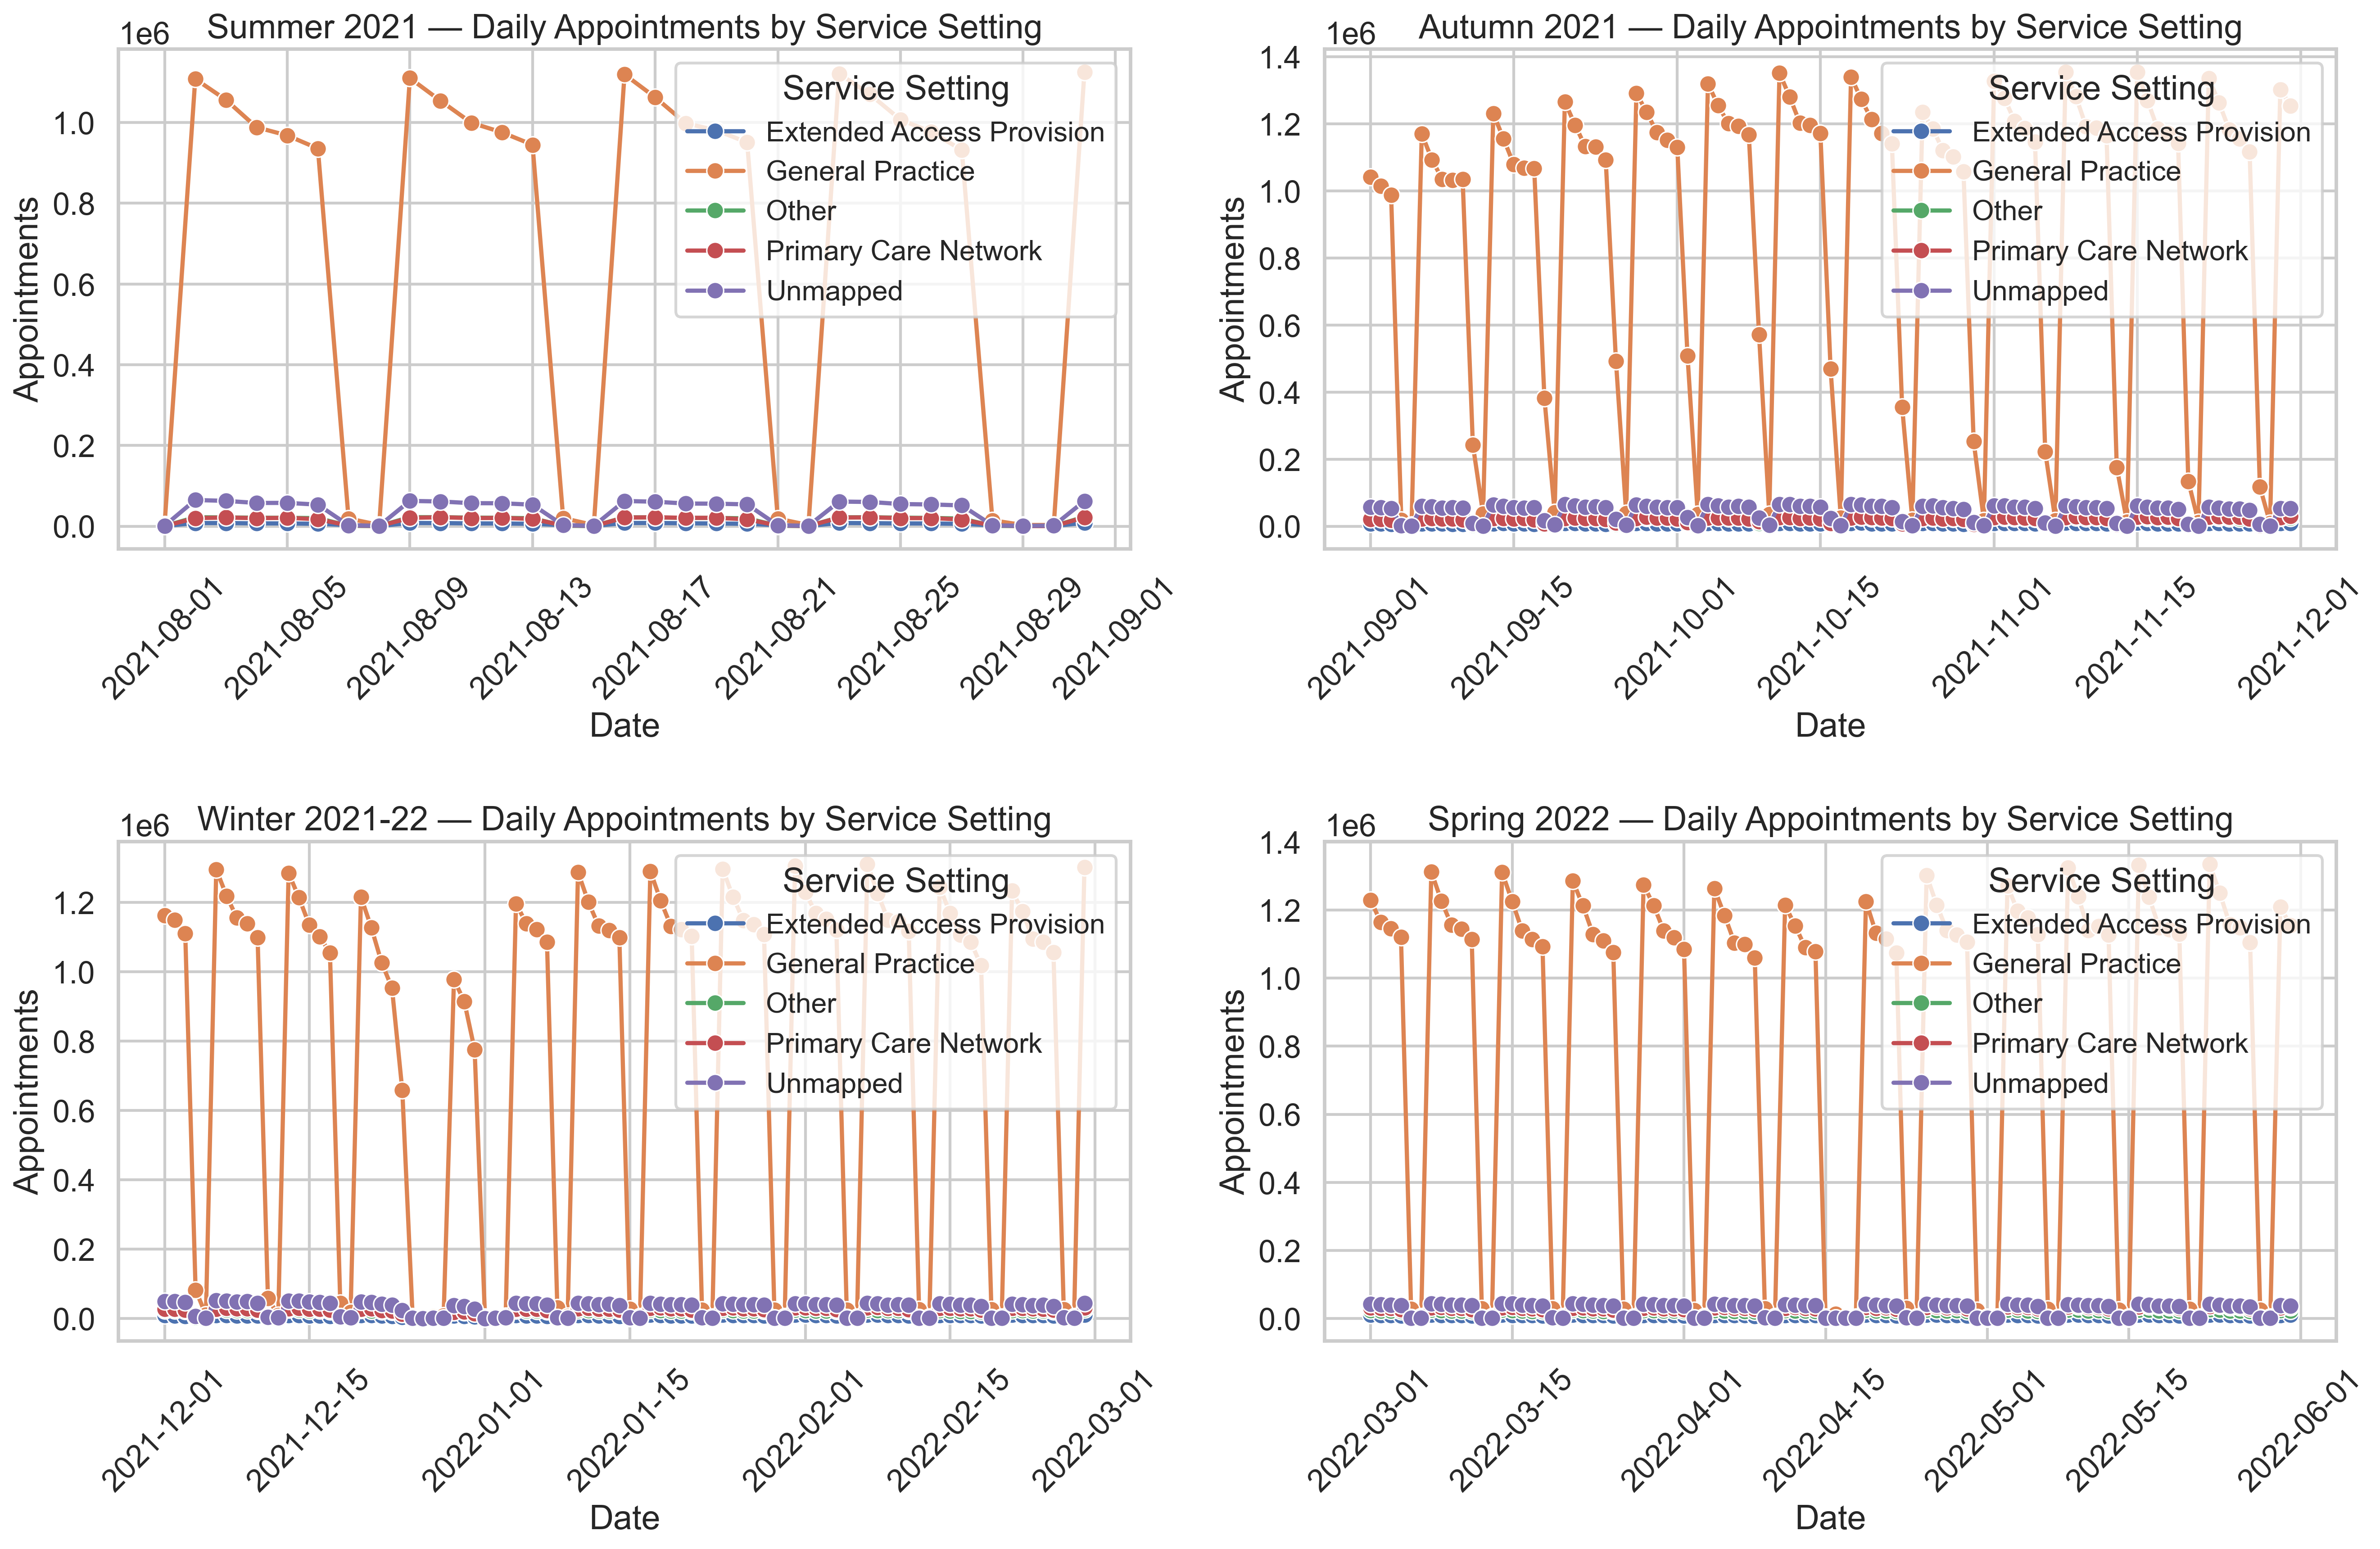 Summer 2021 — Daily Appointments by Service Setting
1e6
Appointments
1.0
0.8
0.6
0.4
0.2
0.0
Service Setting
Extended Access Provision
General Practice
Other
Primary Care Network
Unmapped
2021-08-01
2021-08-05
2021-08-09
2021-08-13
2021-08-17
2021-08-21
2021-08-25
2021-08-29
2021-09-01
Date
Autumn 2021 — Daily Appointments by Service Setting
1e6
Appointments
1.4
1.2
1.0
0.8
0.6
0.4
0.2
0.0
Service Setting
Extended Access Provision
General Practice
Other
Primary Care Network
Unmapped
2021-09-01
2021-09-15
2021-10-01
2021-10-15
2021-11-01
2021-11-15
2021-12-01
Date
Winter 2021-22 — Daily Appointments by Service Setting
1e6
Appointments
1.2
1.0
0.8
0.6
0.4
0.2
0.0
Service Setting
Extended Access Provision
General Practice
Other
Primary Care Network
Unmapped
2021-12-01
2021-12-15
2022-01-01
2022-01-15
2022-02-01
2022-02-15
2022-03-01
Date
Spring 2022 — Daily Appointments by Service Setting
1e6
Appointments
1.4
1.2
1.0
0.8
0.6
0.4
0.2
0.0
Service Setting
Extended Access Provision
General Practice
Other
Primary Care Network
Unmapped
2022-03-01
2022-03-15
2022-04-01
2022-04-15
2022-05-01
2022-05-15
2022-06-01
Date